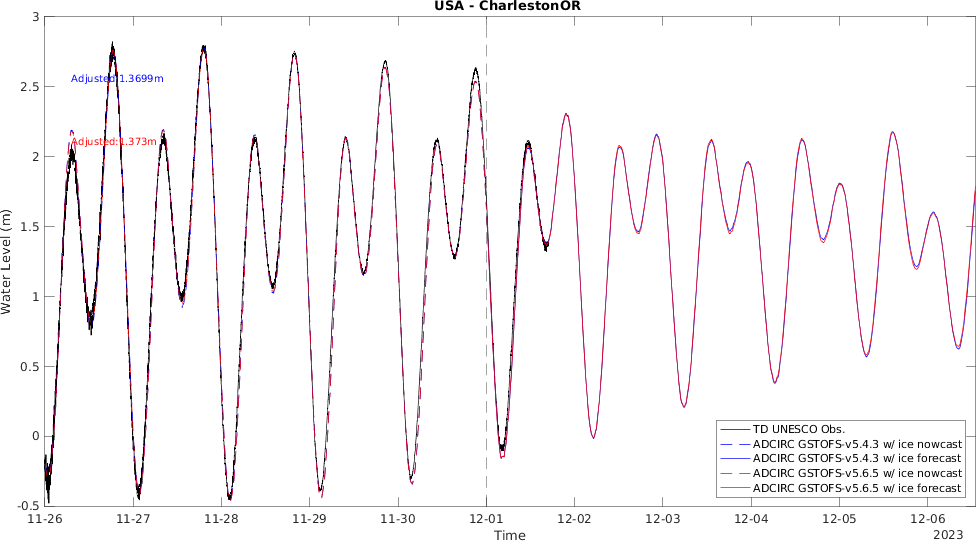 USA - CharlestonOR
3
2.5
2
1.5
1
0.5
0
-0.5
Water Level (m)
Adjusted:1.3699m
Adjusted:1.373m
TD UNESCO Obs.
ADCIRC GSTOFS-v5.4.3 w/ ice nowcast
ADCIRC GSTOFS-v5.4.3 w/ ice forecast
ADCIRC GSTOFS-v5.6.5 w/ ice nowcast
ADCIRC GSTOFS-v5.6.5 w/ ice forecast
11-26 11-27 11-28 11-29 11-30 12-01 12-02 12-03 12-04 12-05 12-06
Time
2023